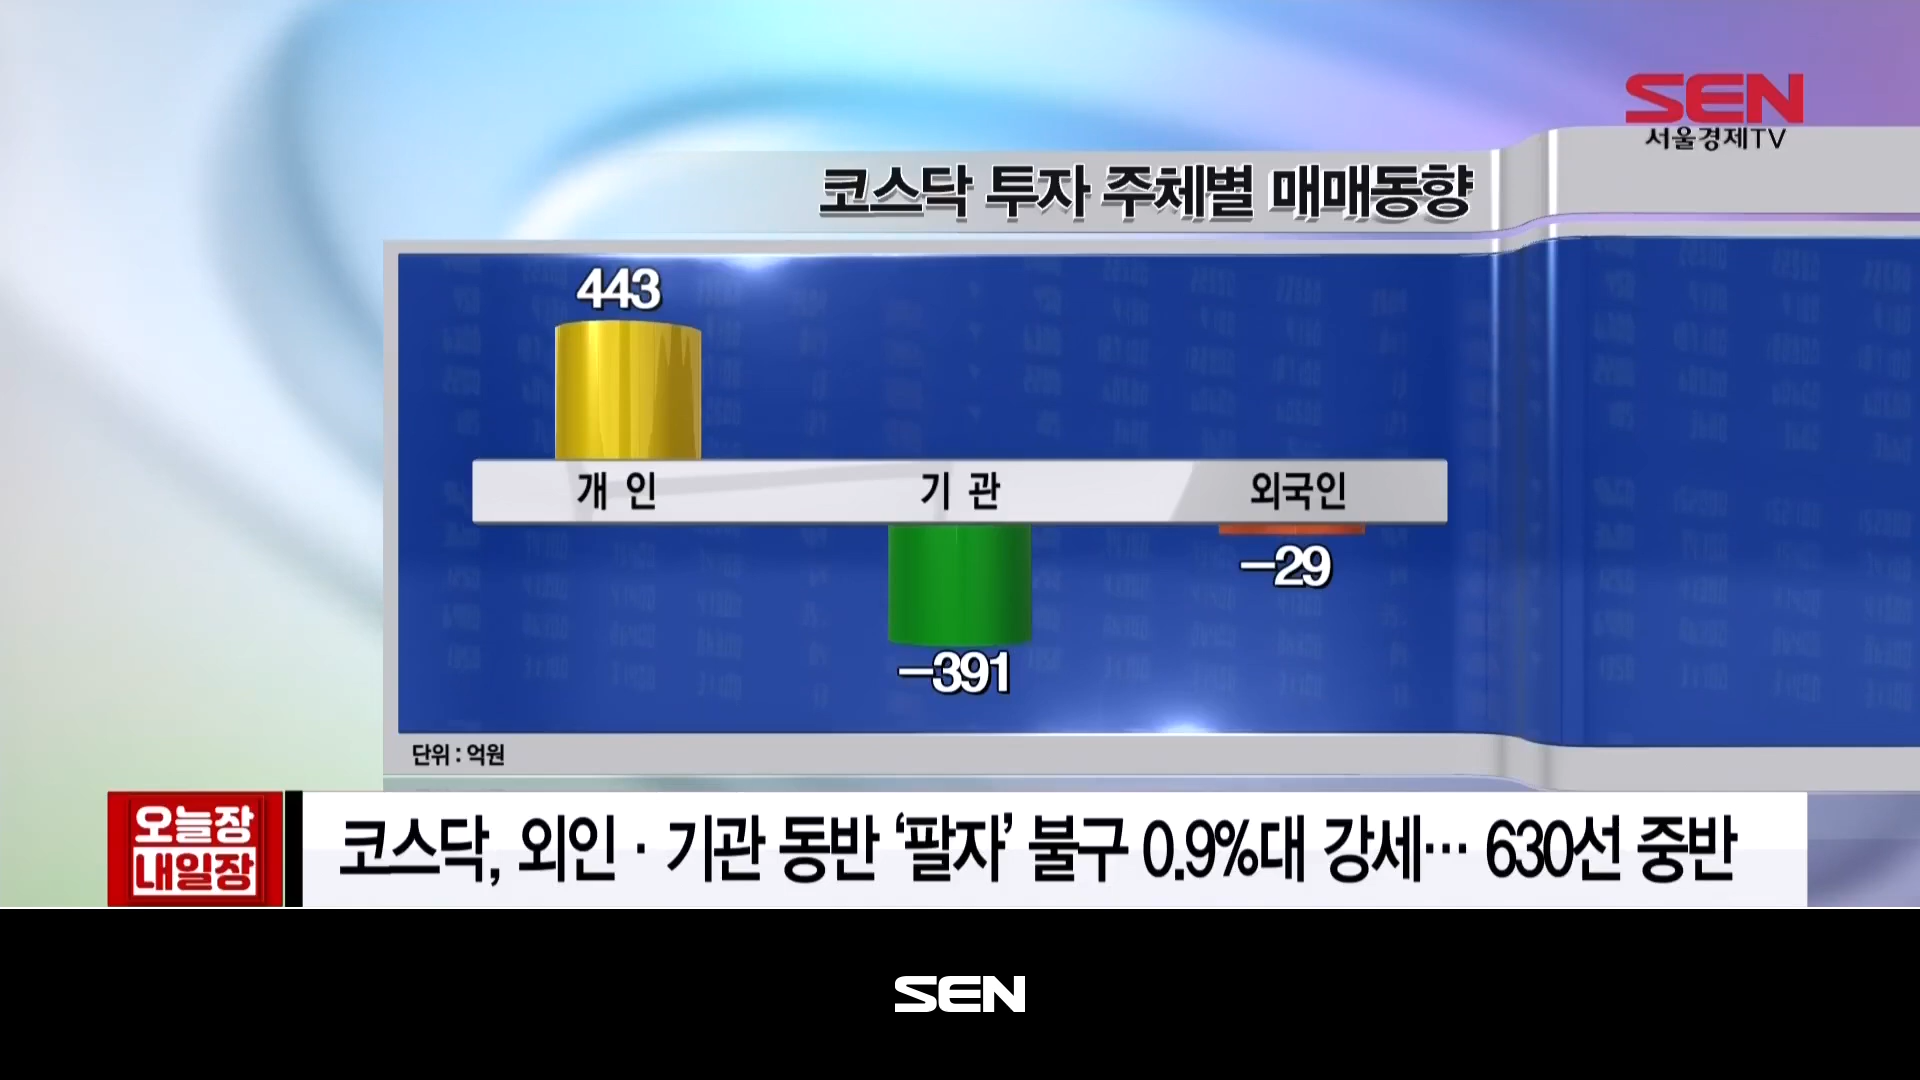 SEN
서울경제TV
코스닥 투자 주체별 매매동향
443
개 인
기 관
외국인
-391
-29
단위 : 억원
오늘장
내일장
코스닥, 외인 · 기관 동반 ‘팔자’ 불구 0.9%대 강세… 630선 중반
SEN